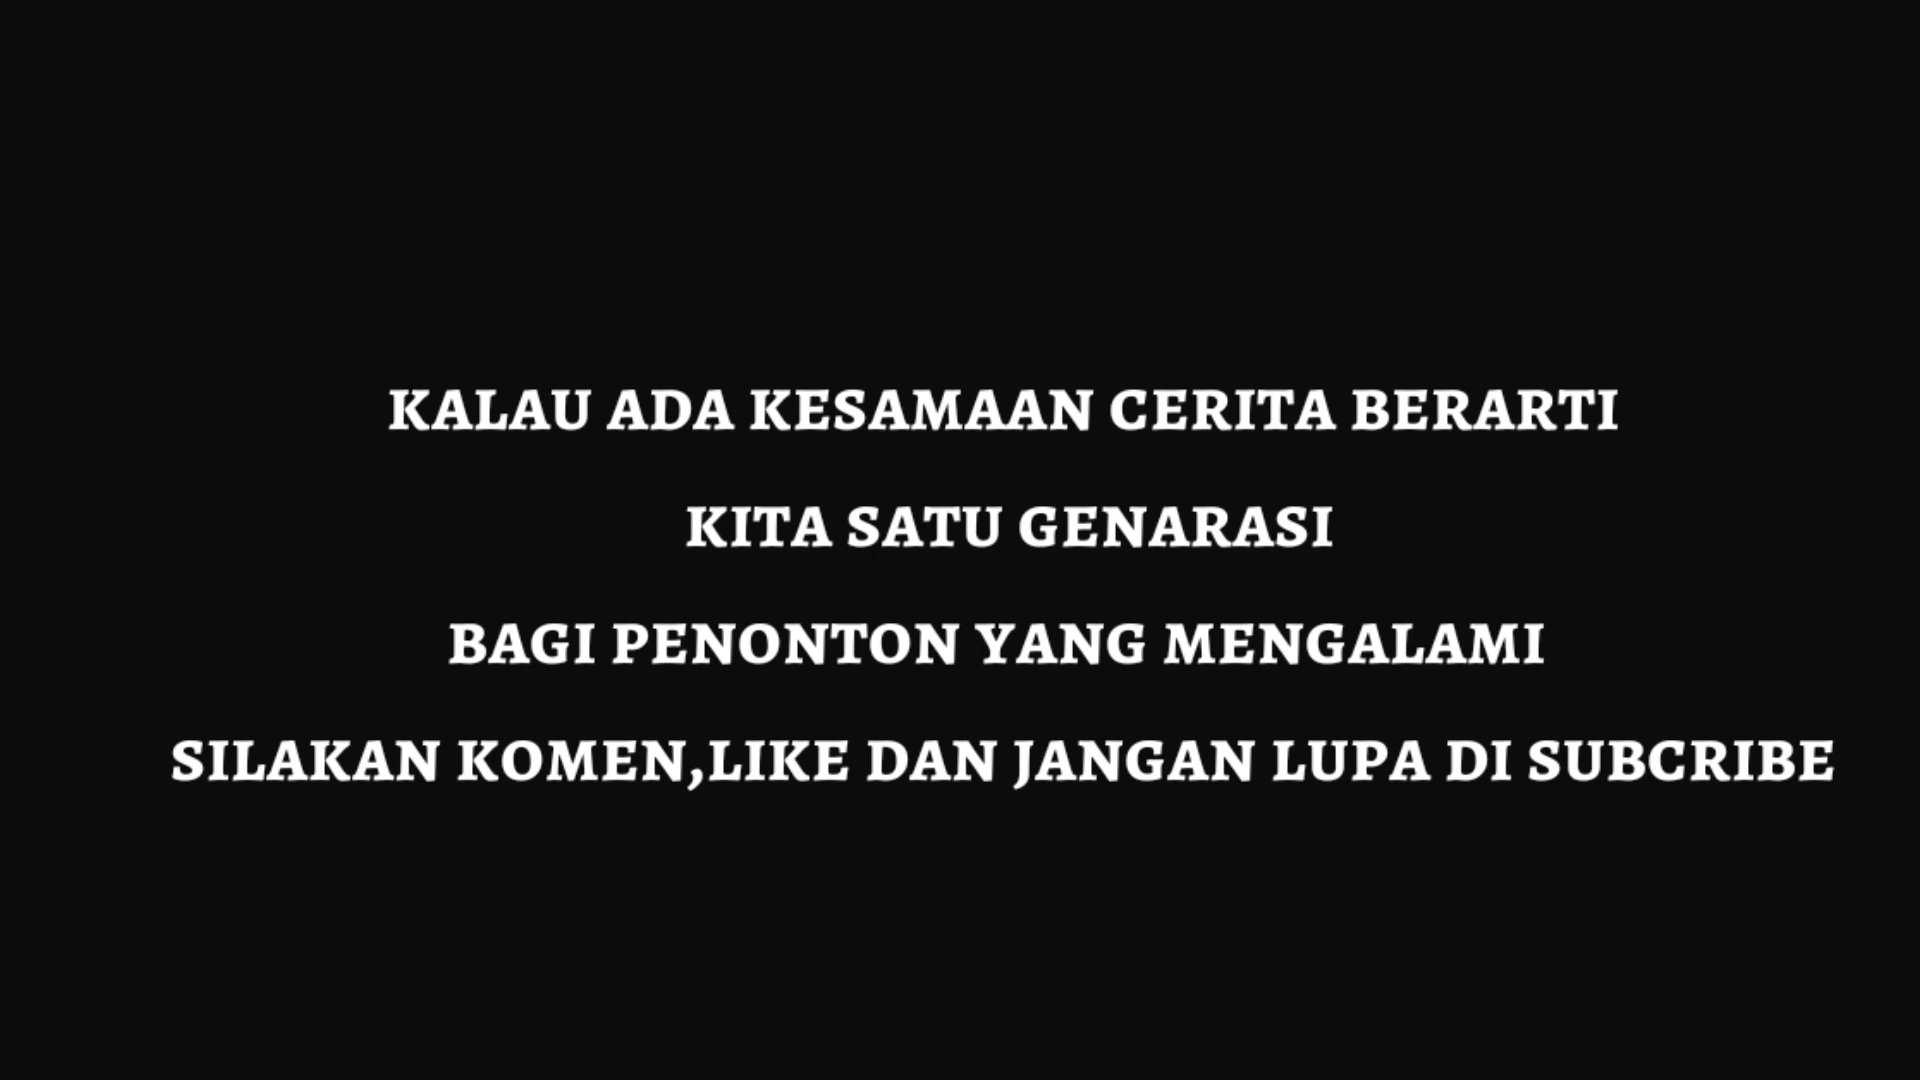 KALAU ADA KESAMAAN CERITA BERARTI
KITA SATU GENARASI
BAGI PENONTON YANG MENGALAMI
SILAKAN KOMEN,LIKE DAN JANGAN LUPA DI SUBCRIBE